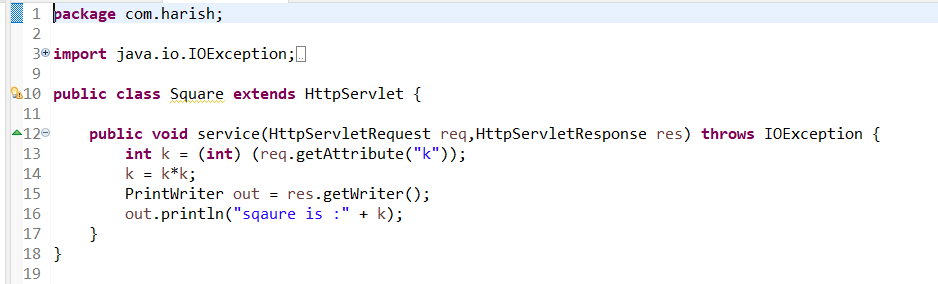 1 package com.harish;
2
3 import java.io.IOException;
9
10 public class Square extends HttpServlet {
11
12 public void service(HttpServletRequest req,HttpServletResponse res) throws IOException {
13 int k = (int) (req.getAttribute("k"));
14 k = k*k;
15 PrintWriter out = res.getWriter();
16 out.println("sqaure is :" + k);
17 }
18 }
19